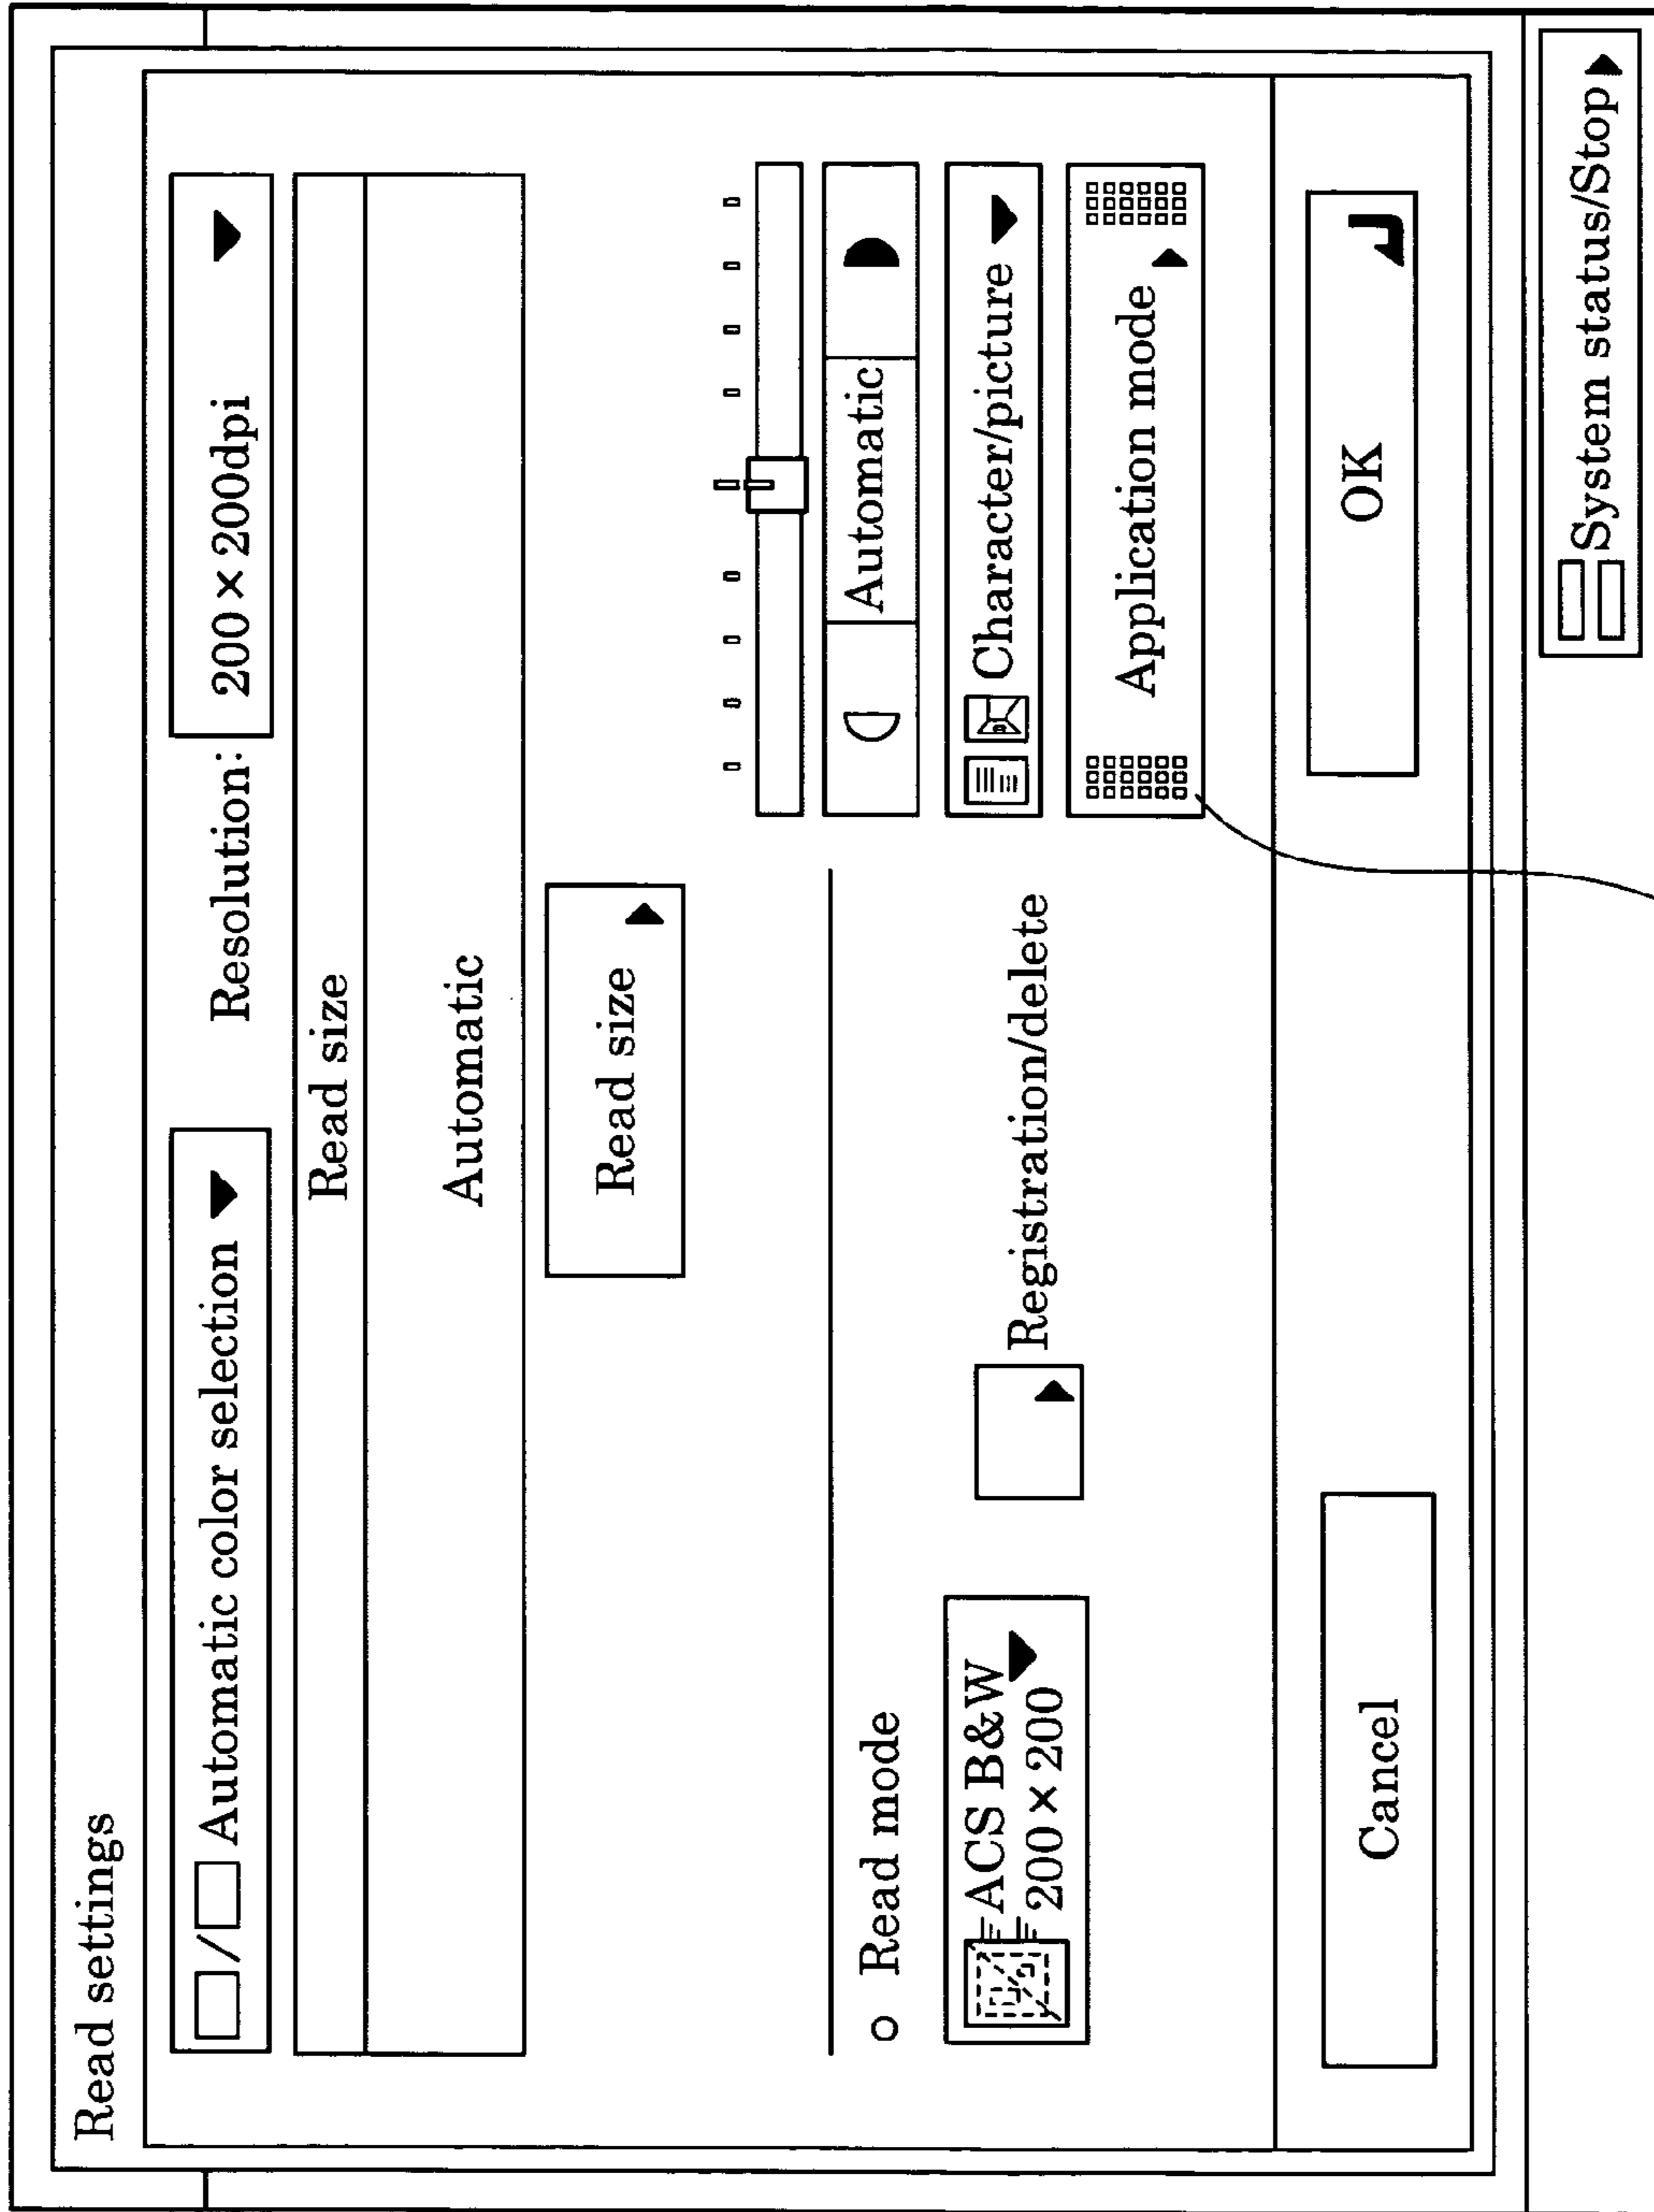 Read settings
Automatic color selection
Resolution:
200×200dpi
Read size
Automatic
Read size
Automatic
Read mode
ACS B&W
200×200
Registration/delete
Character/picture
Application mode
Cancel
OK
System status/Stop